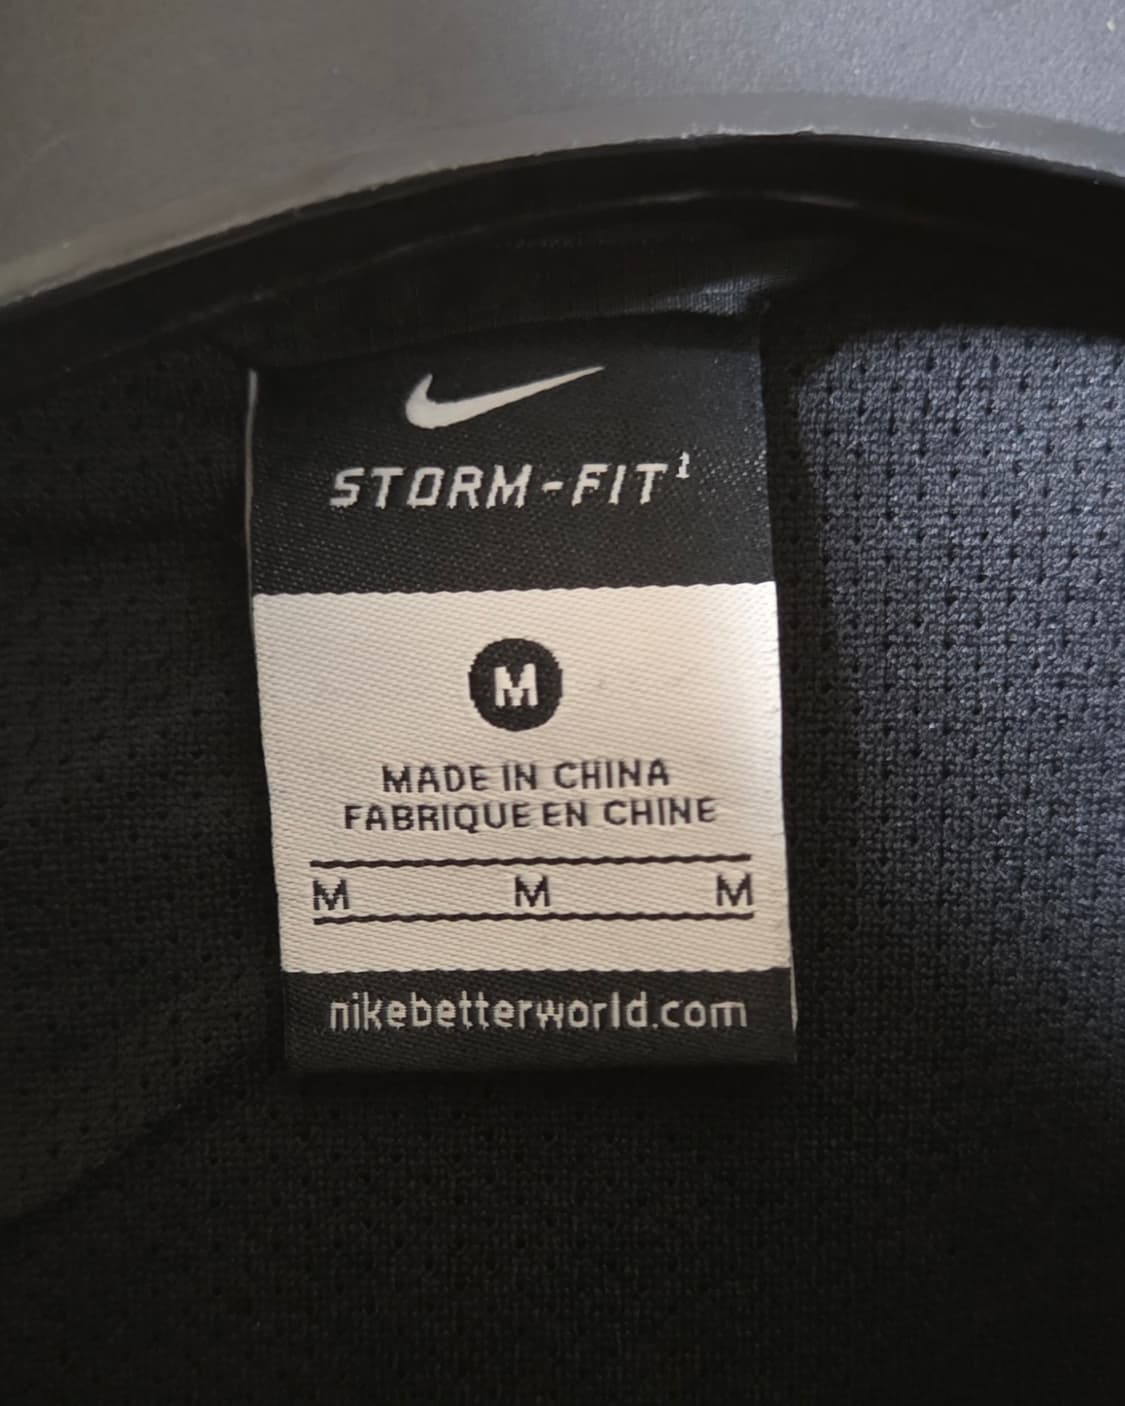 STORM-FIT¹
M
MADE IN CHINA
FABRIQUE EN CHINE
M M M
nikebetterworld.com